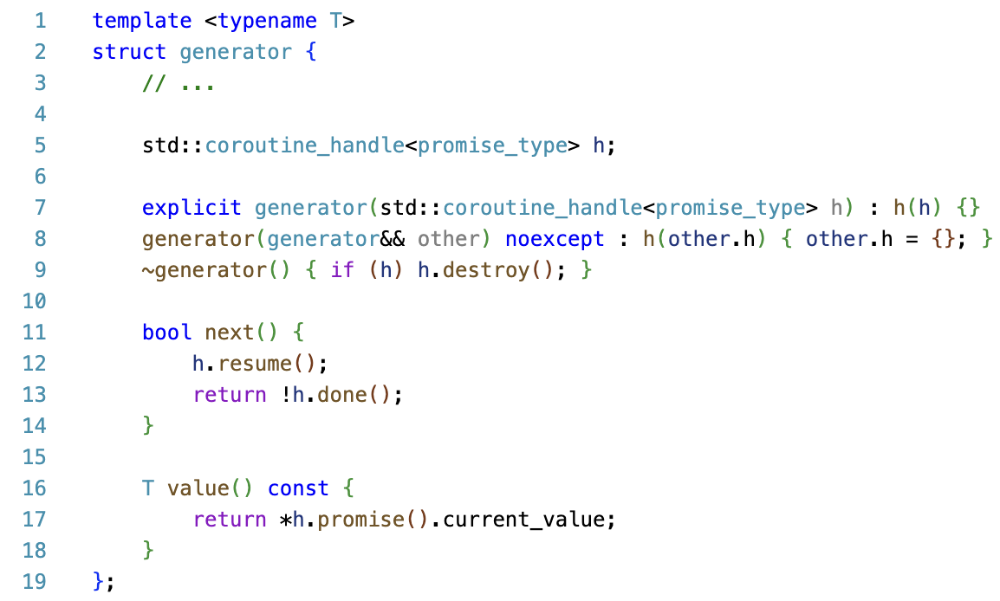 1 template <typename T>
2 struct generator {
3     // ...
4
5     std::coroutine_handle<promise_type> h;
6
7     explicit generator(std::coroutine_handle<promise_type> h) : h(h) {}
8     generator(generator&& other) noexcept : h(other.h) { other.h = {}; }
9     ~generator() { if (h) h.destroy(); }
10
11     bool next() {
12         h.resume();
13         return !h.done();
14     }
15
16     T value() const {
17         return *h.promise().current_value;
18     }
19 };